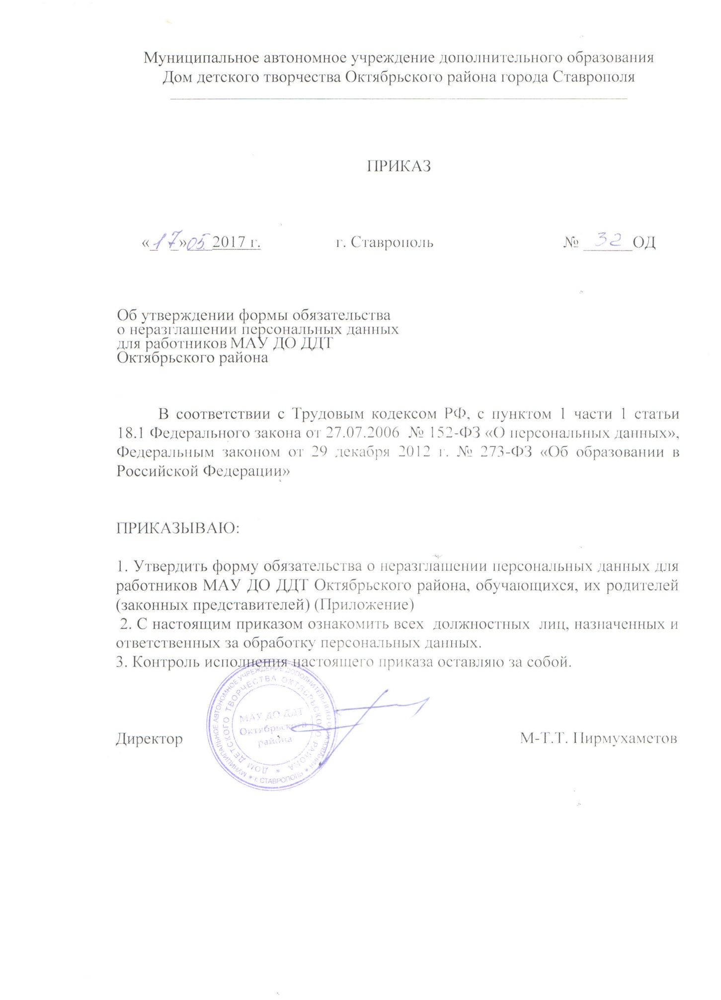 Муниципальное автономное учреждение дополнительного образования
Дом детского творчества Октябрьского района города Ставрополя
ПРИКАЗ
«17» 05. 2017 г. г. Ставрополь № 32 ОД
Об утверждении формы обязательства
о неразглашении персональных данных
для работников МАУ ДО ДДТ
Октябрьского района
В соответствии с Трудовым кодексом РФ, с пунктом 1 части 1 статьи
18.1 Федерального закона от 27.07.2006 № 152-ФЗ «О персональных данных»,
Федеральным законом от 29 декабря 2012 г. № 273-ФЗ «Об образовании в
Российской Федерации»
ПРИКАЗЫВАЮ:
1. Утвердить форму обязательства о неразглашении персональных данных для
работников МАУ ДО ДДТ Октябрьского района, обучающихся, их родителей
(законных представителей) (Приложение)
2. С настоящим приказом ознакомить всех должностных лиц, назначенных и
ответственных за обработку персональных данных.
3. Контроль исполнения настоящего приказа оставляю за собой.
Директор М-Т.Т. Пирмухаметов
МУНИЦИПАЛЬНОЕ АВТОНОМНОЕ УЧРЕЖДЕНИЕ ДОПОЛНИТЕЛЬНОГО ОБРАЗОВАНИЯ * г. СТАВРОПОЛЬ *
ДОМ ДЕТСКОГО ТВОРЧЕСТВА ОКТЯБРЬСКОГО РАЙОНА *
МАУ ДО ДДТ
Октябрьского
района